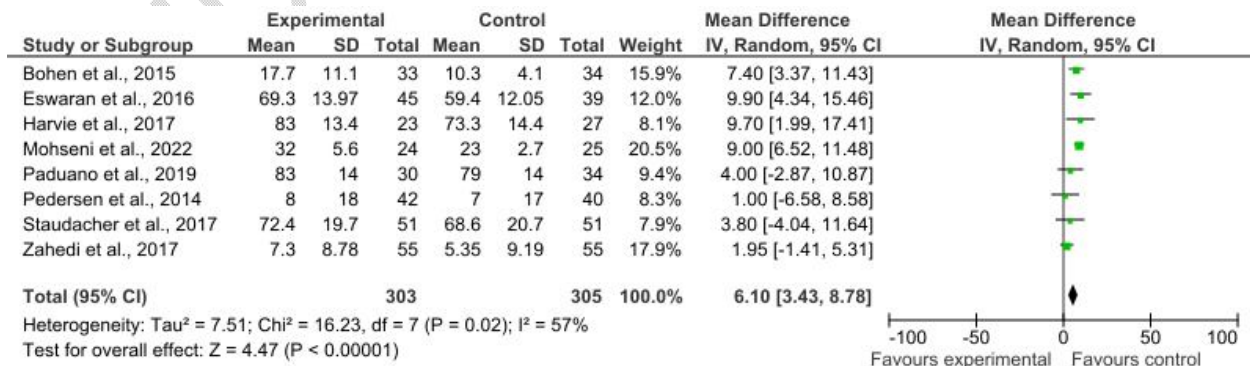 Experimental Control Mean Difference Mean Difference
Study or Subgroup Mean SD Total Mean SD Total Weight IV, Random, 95% CI IV, Random, 95% CI
Bohen et al., 2015 17.7 11.1 33 10.3 4.1 34 15.9% 7.40 [3.37, 11.43]
Eswaran et al., 2016 69.3 13.97 45 59.4 12.05 39 12.0% 9.90 [4.34, 15.46]
Harvie et al., 2017 83 13.4 23 73.3 14.4 27 8.1% 9.70 [1.99, 17.41]
Mohseni et al., 2022 32 5.6 24 23 2.7 25 20.5% 9.00 [6.52, 11.48]
Paduano et al., 2019 83 14 30 79 14 34 9.4% 4.00 [-2.87, 10.87]
Pedersen et al., 2014 8 18 42 7 17 40 8.3% 1.00 [-6.58, 8.58]
Staudacher et al., 2017 72.4 19.7 51 68.6 20.7 51 7.9% 3.80 [-4.04, 11.64]
Zahedi et al., 2017 7.3 8.78 55 5.35 9.19 55 17.9% 1.95 [-1.41, 5.31]
Total (95% CI) 303 305 100.0% 6.10 [3.43, 8.78]
Heterogeneity: Tau² = 7.51; Chi² = 16.23, df = 7 (P = 0.02); I² = 57%
Test for overall effect: Z = 4.47 (P < 0.00001)
-100 -50 0 50 100
Favours experimental Favours control